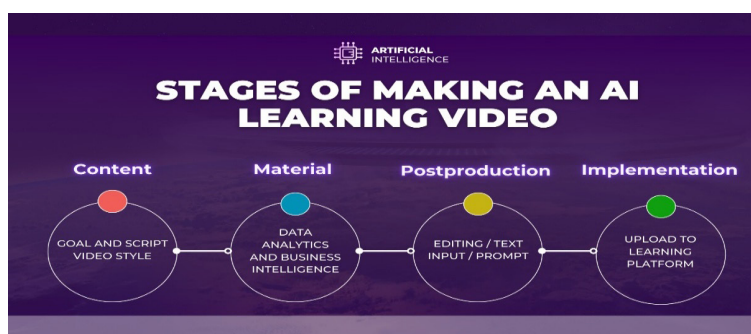 ARTIFICIAL
INTELLIGENCE
STAGES OF MAKING AN AI
LEARNING VIDEO
Content
Material
Postproduction
Implementation
GOAL AND SCRIPT
VIDEO STYLE
DATA
ANALYTICS
AND BUSINESS
INTELLIGENCE
EDITING / TEXT
INPUT / PROMPT
UPLOAD TO
LEARNING
PLATFORM